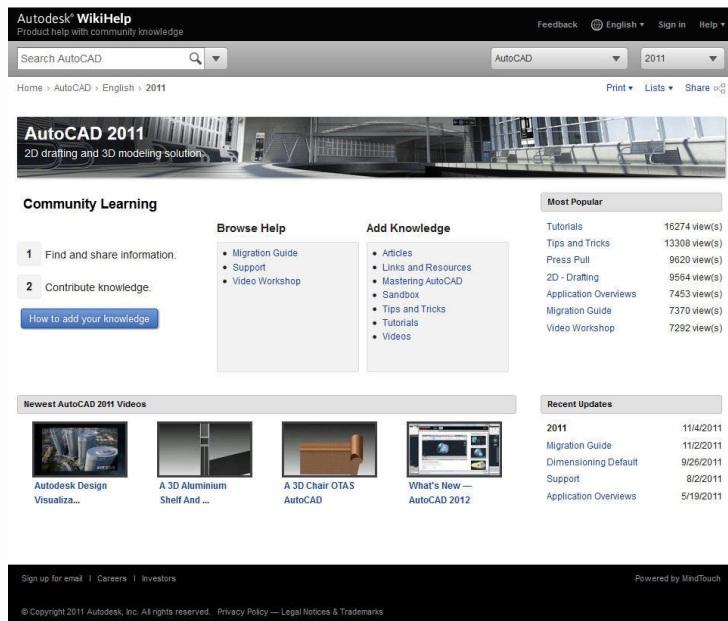 Autodesk® WikiHelp
Product help with community knowledge
Feedback English Sign in Help
Search AutoCAD
AutoCAD
2011
Home › AutoCAD › English › 2011
Print Lists Share
AutoCAD 2011
2D drafting and 3D modeling solution.
Community Learning
1 Find and share information.
2 Contribute knowledge.
How to add your knowledge
Browse Help
• Migration Guide
• Support
• Video Workshop
Add Knowledge
• Articles
• Links and Resources
• Mastering AutoCAD
• Sandbox
• Tips and Tricks
• Tutorials
• Videos
Most Popular
Tutorials 16274 view(s)
Tips and Tricks 13308 view(s)
Press Pull 9620 view(s)
2D - Drafting 9564 view(s)
Application Overviews 7453 view(s)
Migration Guide 7370 view(s)
Video Workshop 7292 view(s)
Newest AutoCAD 2011 Videos
Autodesk Design
Visualiza...
A 3D Aluminium
Shelf And ...
A 3D Chair OTAS
AutoCAD
What's New —
AutoCAD 2012
Recent Updates
2011 11/4/2011
Migration Guide 11/2/2011
Dimensioning Default 9/26/2011
Support 8/2/2011
Application Overviews 5/19/2011
Sign up for email | Careers | Investors
Powered by MindTouch
© Copyright 2011 Autodesk, Inc. All rights reserved. Privacy Policy — Legal Notices & Trademarks